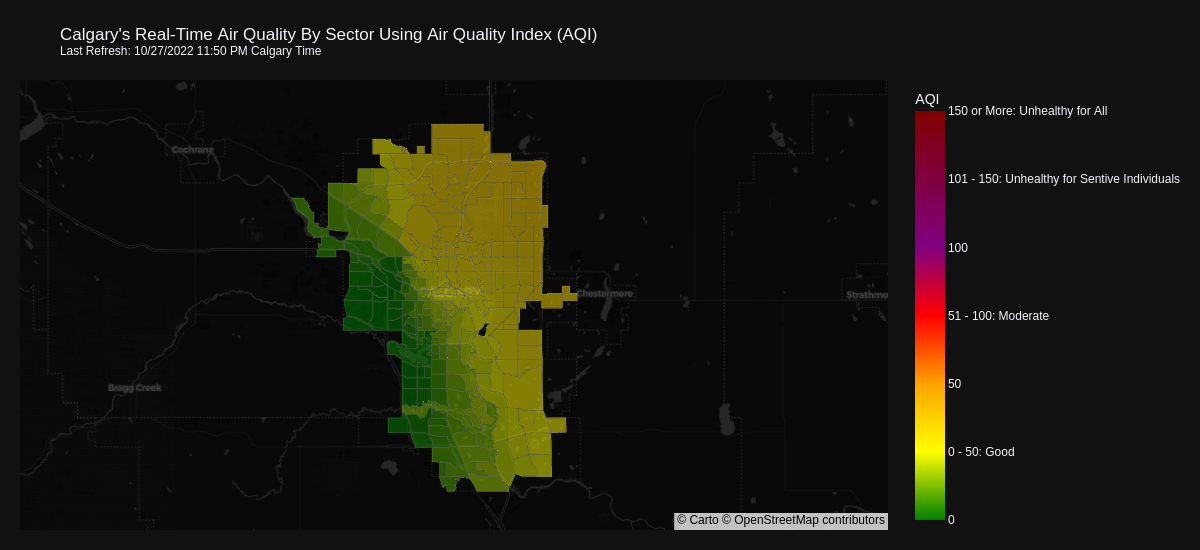 Calgary's Real-Time Air Quality By Sector Using Air Quality Index (AQI)
Last Refresh: 10/27/2022 11:50 PM Calgary Time
AQI
150 or More: Unhealthy for All
101 - 150: Unhealthy for Sentive Individuals
100
51 - 100: Moderate
50
0 - 50: Good
0
Cochrane
Chestermere
Strathmo
Bragg Creek
© Carto © OpenStreetMap contributors